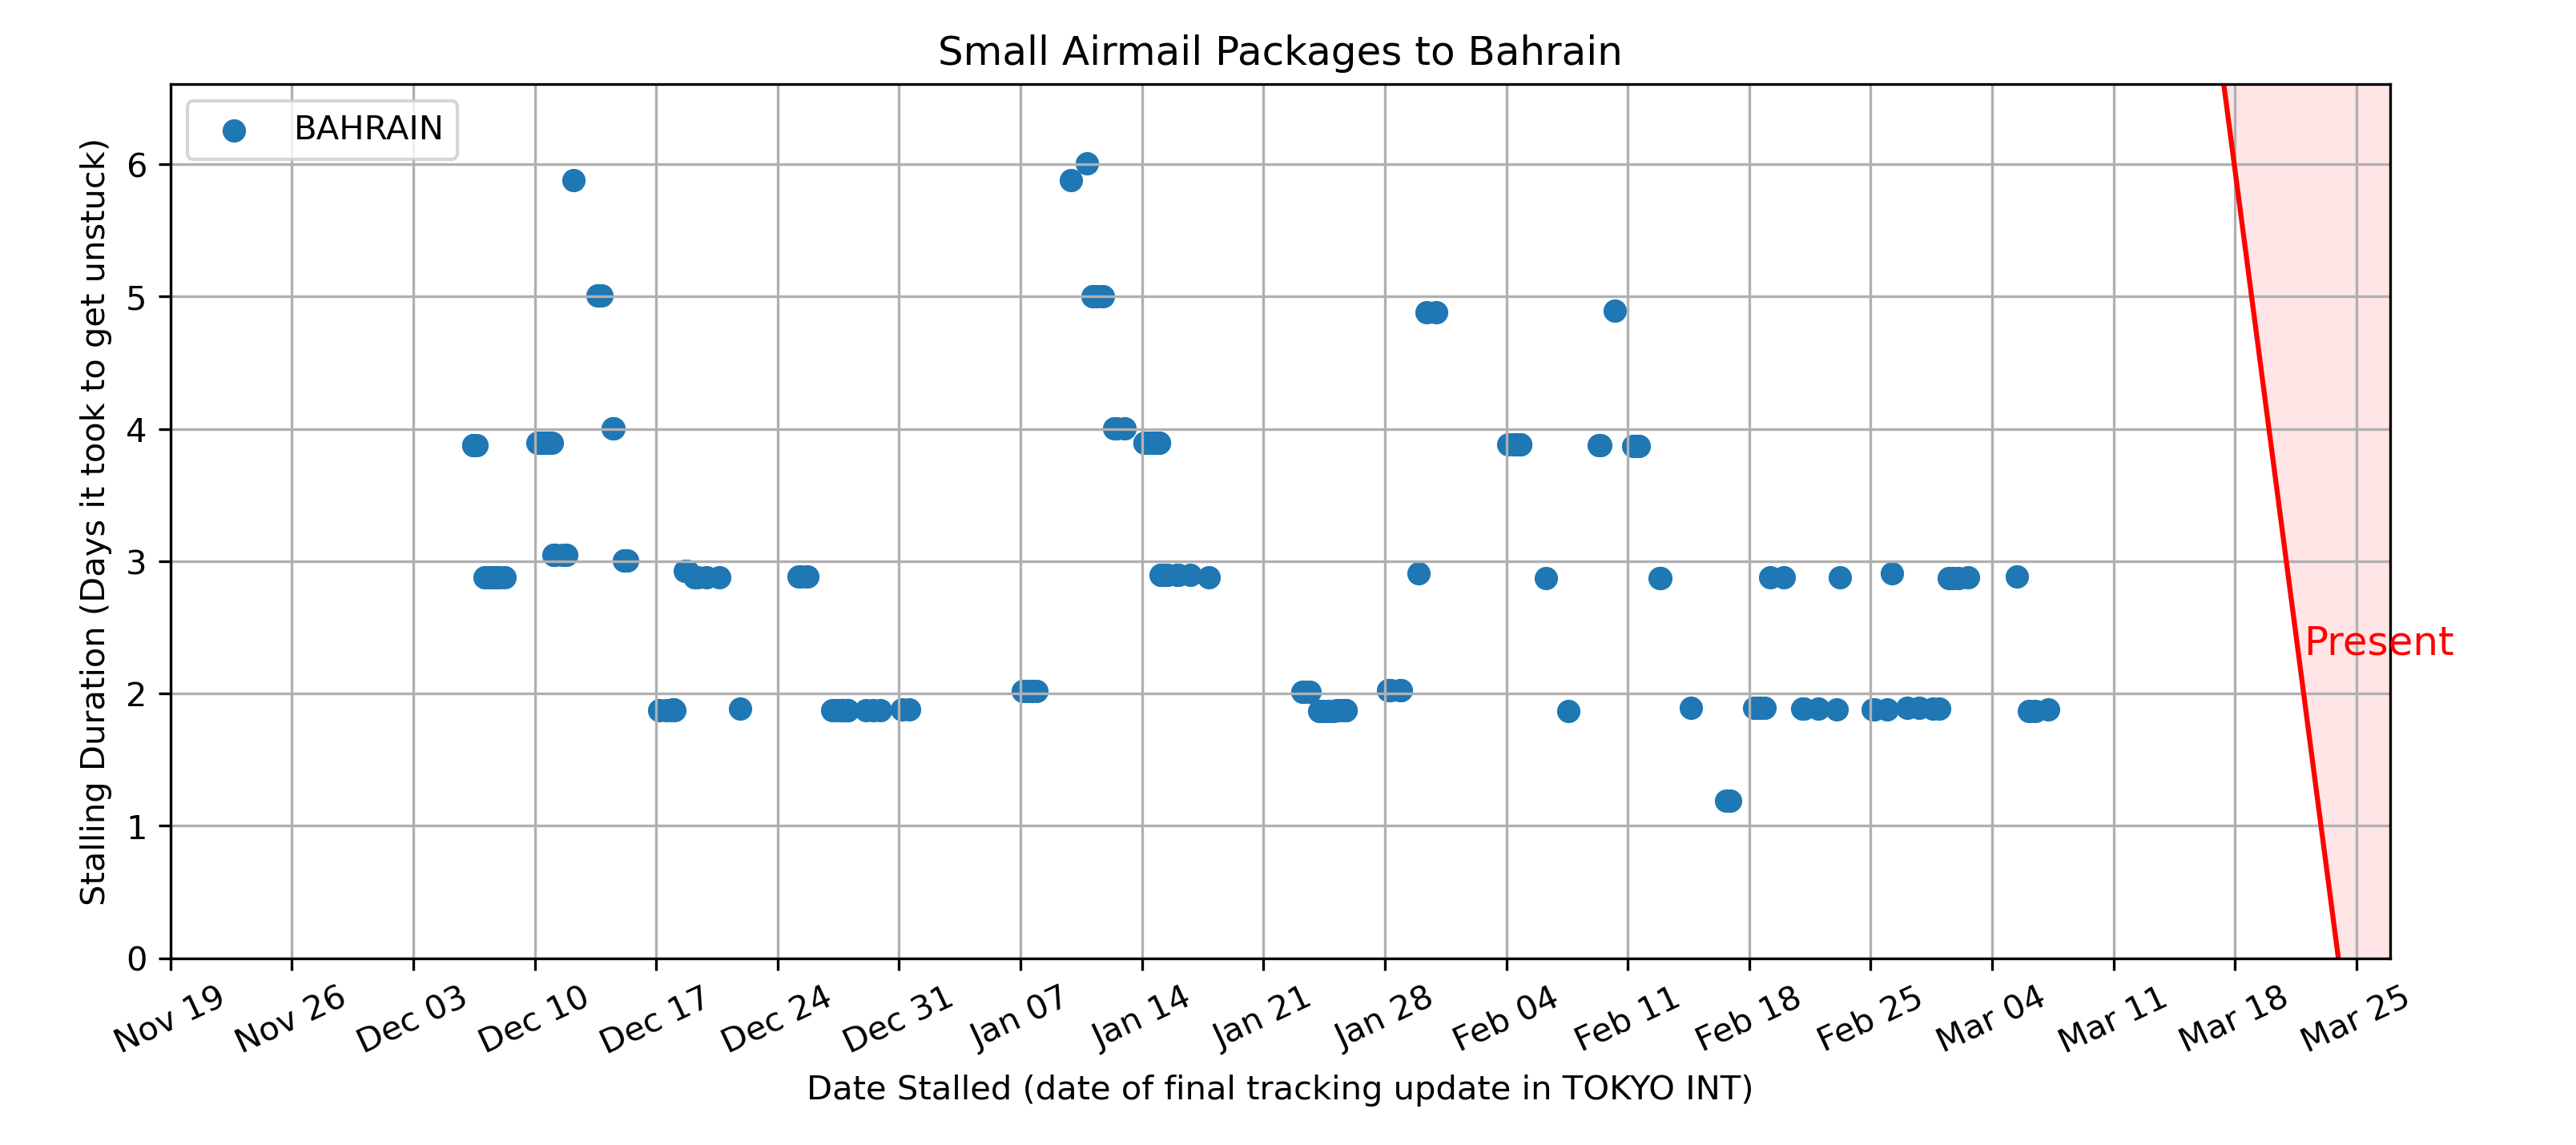 Small Airmail Packages to Bahrain
BAHRAIN
Stalling Duration (Days it took to get unstuck)
6
5
4
3
2
1
0
Present
Nov 19 Nov 26 Dec 03 Dec 10 Dec 17 Dec 24 Dec 31 Jan 07 Jan 14 Jan 21 Jan 28 Feb 04 Feb 11 Feb 18 Feb 25 Mar 04 Mar 11 Mar 18 Mar 25
Date Stalled (date of final tracking update in TOKYO INT)